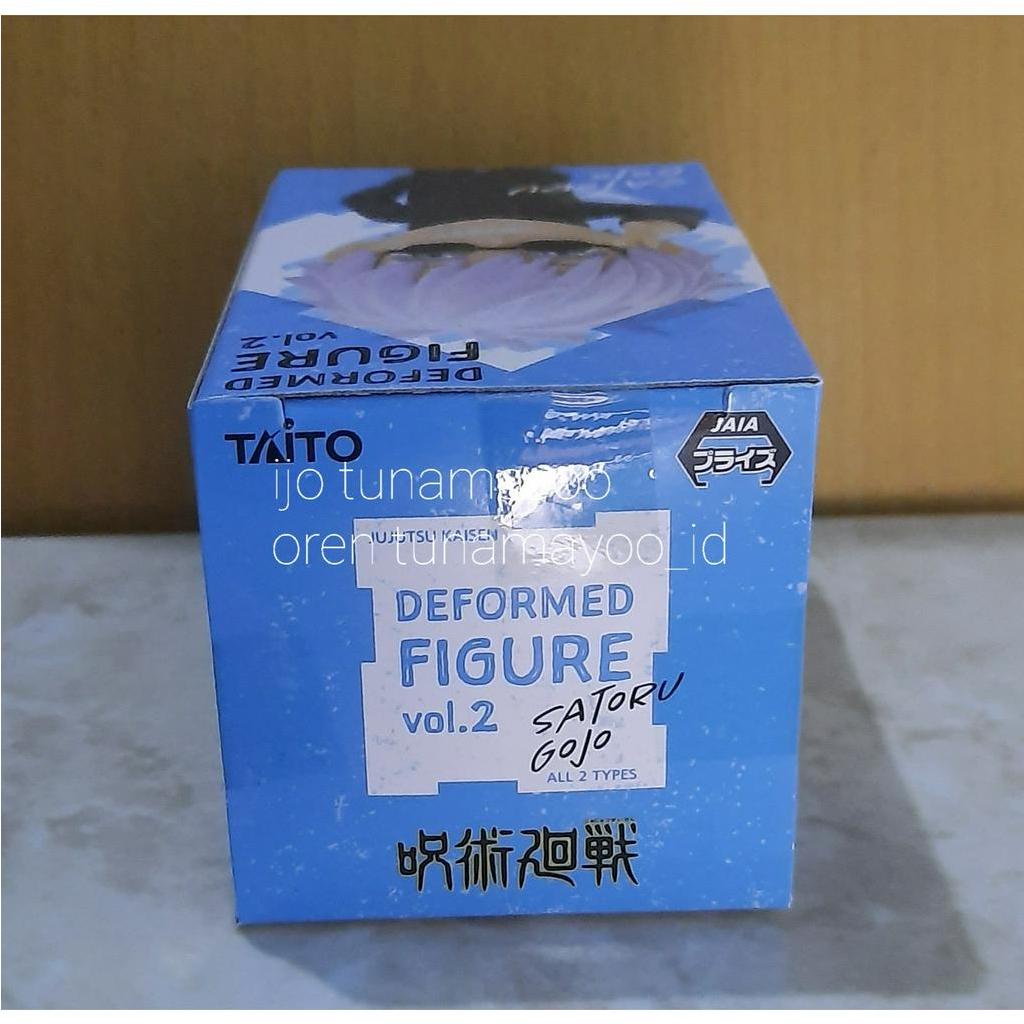 DEFORMED
FIGURE
vol.2
TAITO
JAIA
プライズ
ijo tunamayoo
oren tunamayoo_id
JUJUTSU KAISEN
DEFORMED
FIGURE
vol.2
SATORU
GOJO
ALL 2 TYPES
呪術廻戦